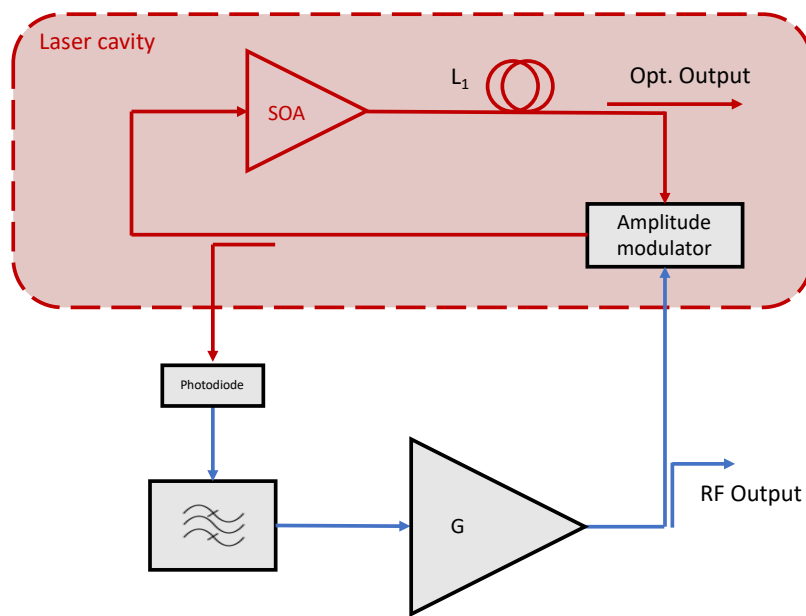 Laser cavity
L₁
Opt. Output
SOA
Amplitude
modulator
Photodiode
RF Output
G